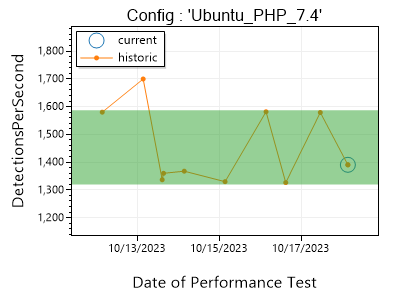 Config : 'Ubuntu_PHP_7.4'
current
historic
DetectionsPerSecond
1,800
1,700
1,600
1,500
1,400
1,300
1,200
10/13/2023 10/15/2023 10/17/2023
Date of Performance Test